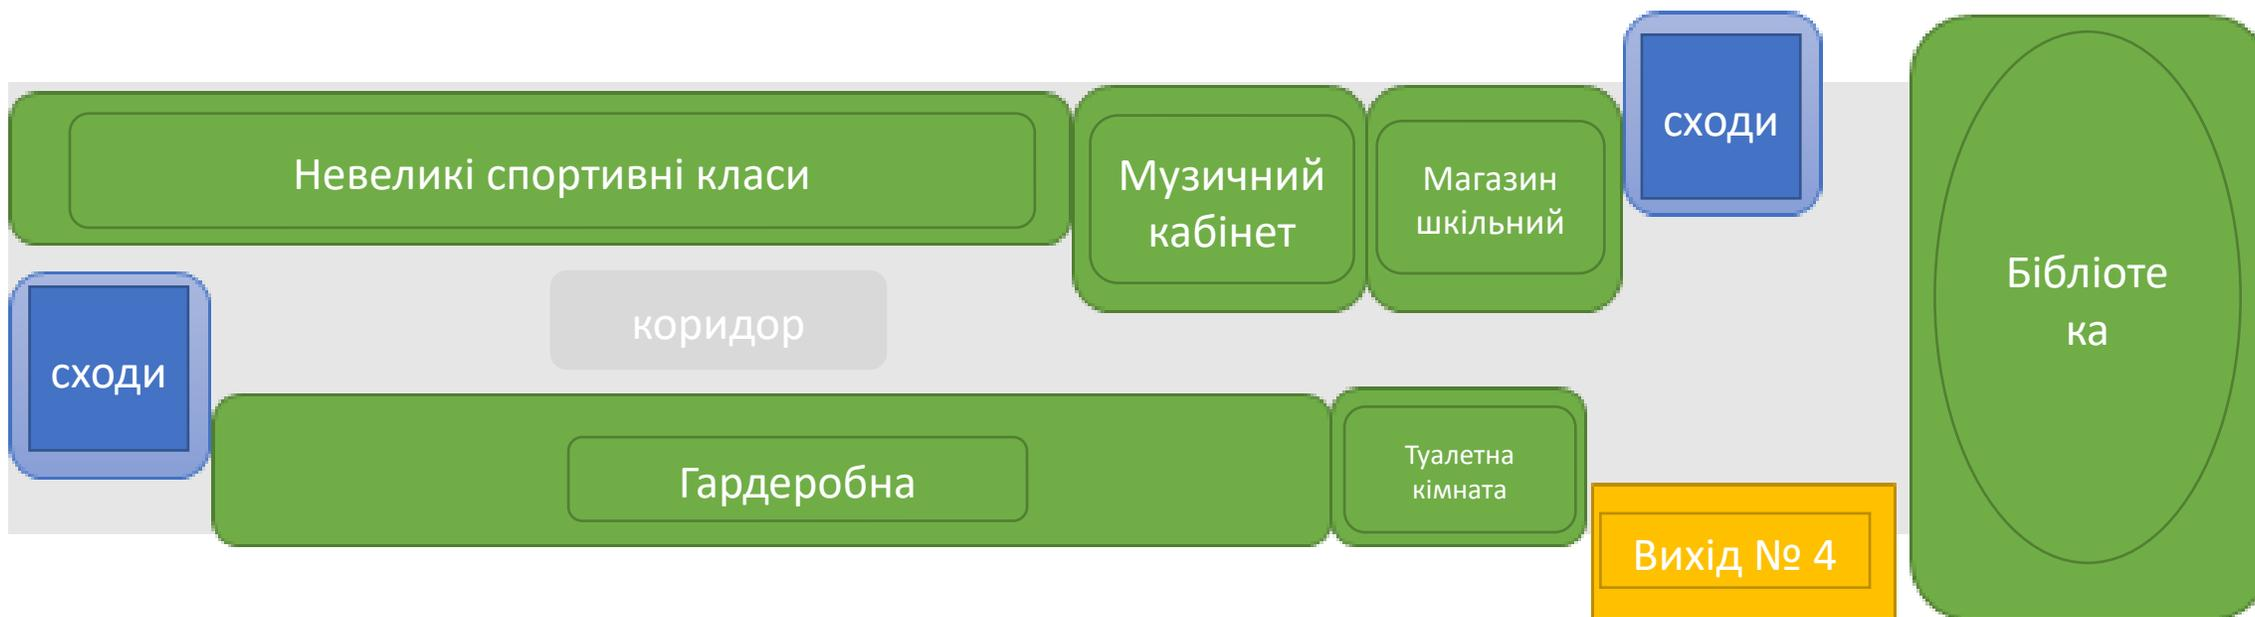 сходи
Невеликі спортивні класи
Музичний
кабінет
Магазин
шкільний
Бібліоте
ка
коридор
сходи
Гардеробна
Туалетна
кімната
Вихід № 4